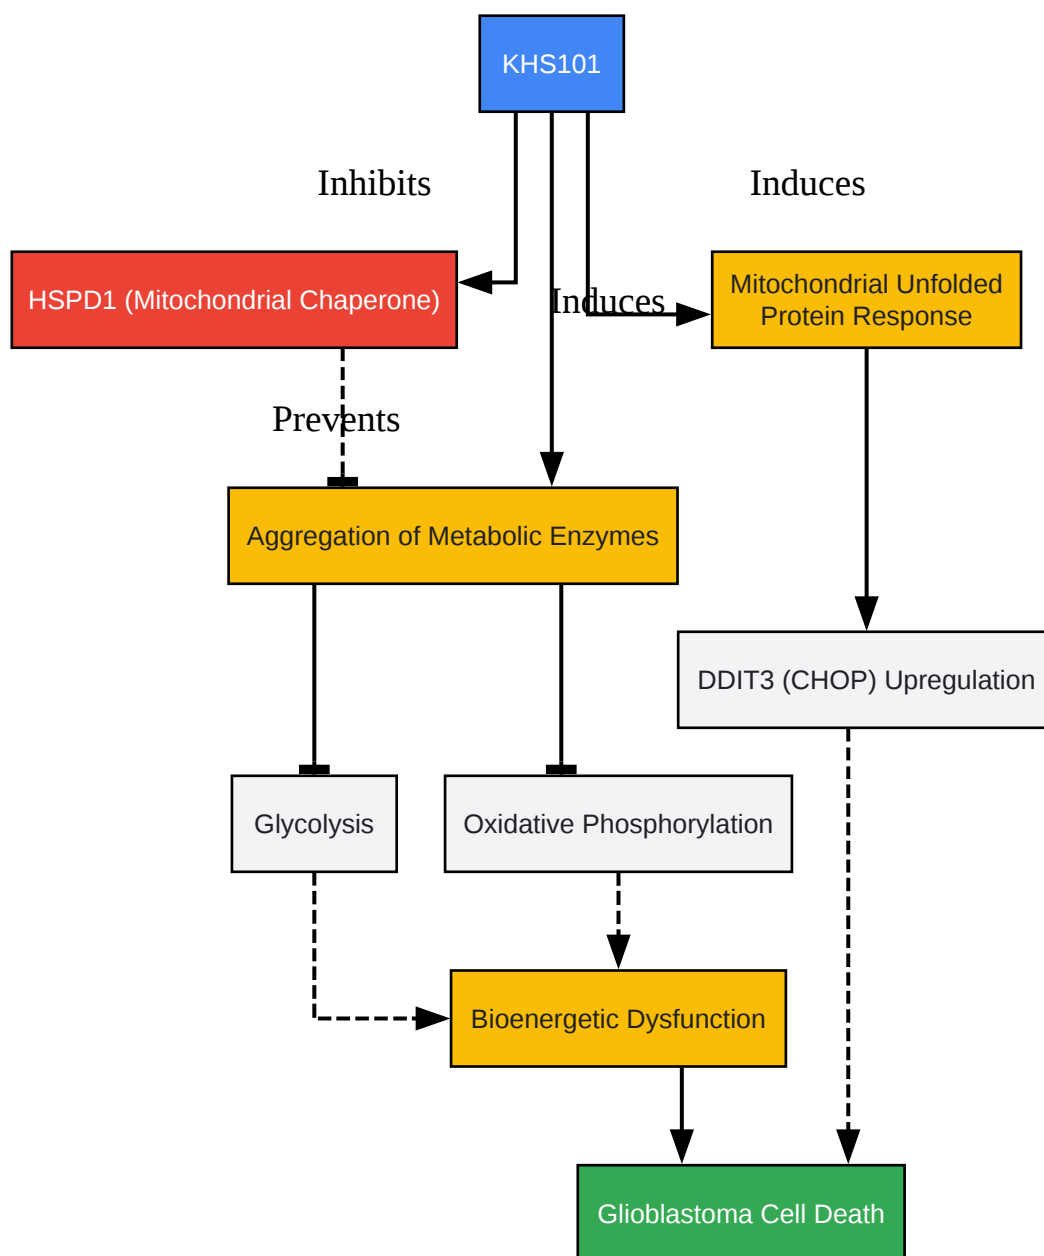 KHS101
Inhibits
Induces
HSPD1 (Mitochondrial Chaperone)
Induces
Mitochondrial Unfolded
Protein Response
Prevents
Aggregation of Metabolic Enzymes
DDIT3 (CHOP) Upregulation
Glycolysis
Oxidative Phosphorylation
Bioenergetic Dysfunction
Glioblastoma Cell Death